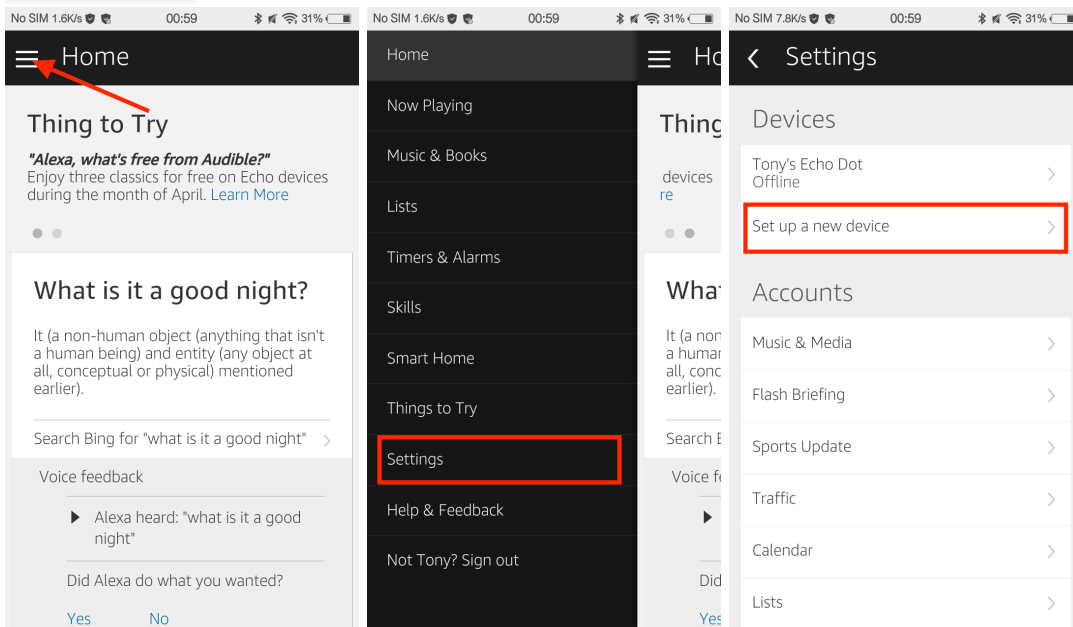 No SIM 1.6K/s 00:59 31%
Home
Thing to Try
"Alexa, what's free from Audible?"
Enjoy three classics for free on Echo devices
during the month of April. Learn More
What is it a good night?
It (a non-human object (anything that isn't
a human being) and entity (any object at
all, conceptual or physical) mentioned
earlier).
Search Bing for "what is it a good night"
Voice feedback
Alexa heard: "what is it a good
night"
Did Alexa do what you wanted?
Yes No
No SIM 1.6K/s 00:59 31%
Home
Now Playing
Music & Books
Lists
Timers & Alarms
Skills
Smart Home
Things to Try
Settings
Help & Feedback
Not Tony? Sign out
Ho
Thing
devices
re
What
It (a non
a humar
all, conc
earlier).
Search B
Voice fe
Did
Yes
No SIM 7.8K/s 00:59 31%
Settings
Devices
Tony's Echo Dot
Offline
Set up a new device
Accounts
Music & Media
Flash Briefing
Sports Update
Traffic
Calendar
Lists